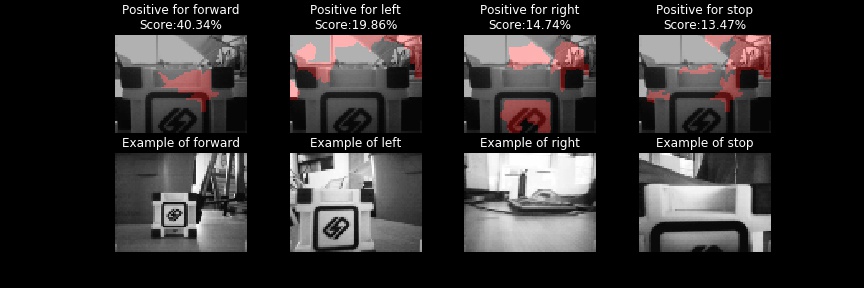 Positive for forward
Score:40.34%
Positive for left
Score:19.86%
Positive for right
Score:14.74%
Positive for stop
Score:13.47%
Example of forward
Example of left
Example of right
Example of stop